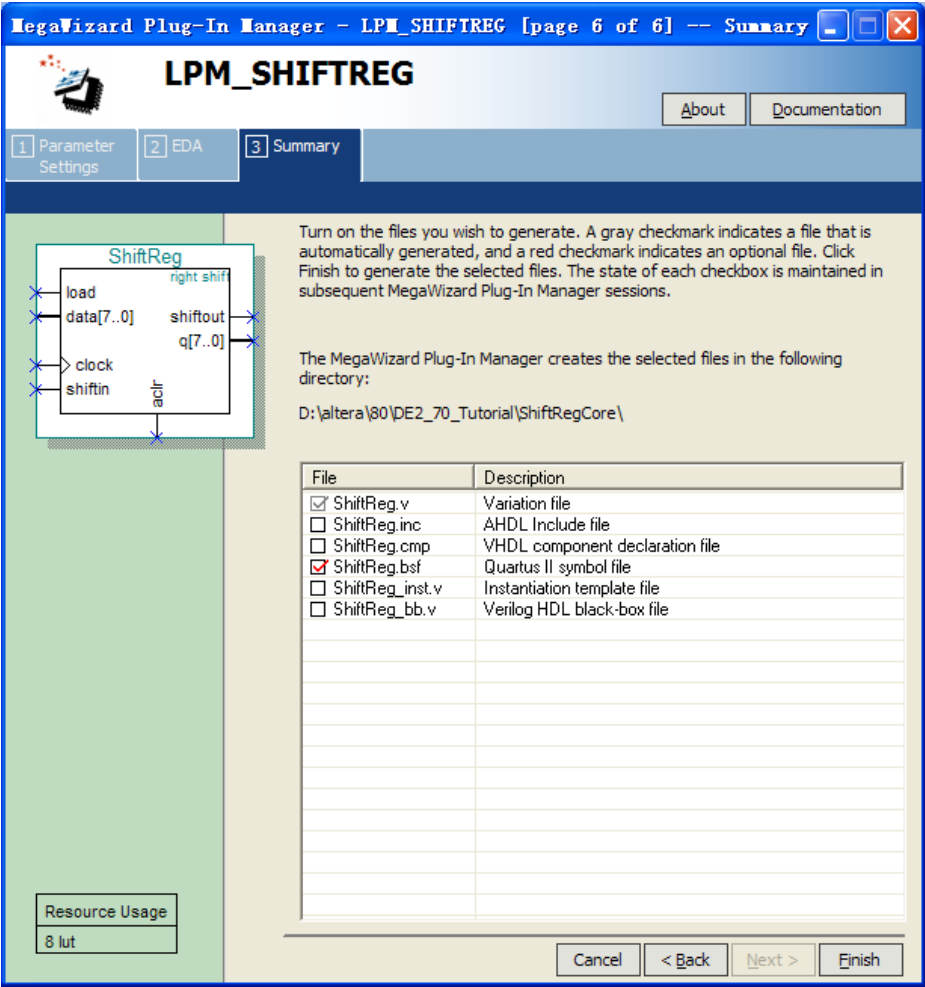 MegaWizard Plug-In Manager - LPM_SHIFTREG [page 6 of 6] -- Summary
LPM_SHIFTREG
About
Documentation
1 Parameter Settings
2 EDA
3 Summary
ShiftReg
right shift
load
data[7..0]
shiftout
q[7..0]
clock
shiftin
aclr
Turn on the files you wish to generate. A gray checkmark indicates a file that is
automatically generated, and a red checkmark indicates an optional file. Click
Finish to generate the selected files. The state of each checkbox is maintained in
subsequent MegaWizard Plug-In Manager sessions.
The MegaWizard Plug-In Manager creates the selected files in the following
directory:
D:\altera\80\DE2_70_Tutorial\ShiftRegCore\
File Description
ShiftReg.v Variation file
ShiftReg.inc AHDL Include file
ShiftReg.cmp VHDL component declaration file
ShiftReg.bsf Quartus II symbol file
ShiftReg_inst.v Instantiation template file
ShiftReg_bb.v Verilog HDL black-box file
Resource Usage
8 lut
Cancel
< Back
Next >
Finish